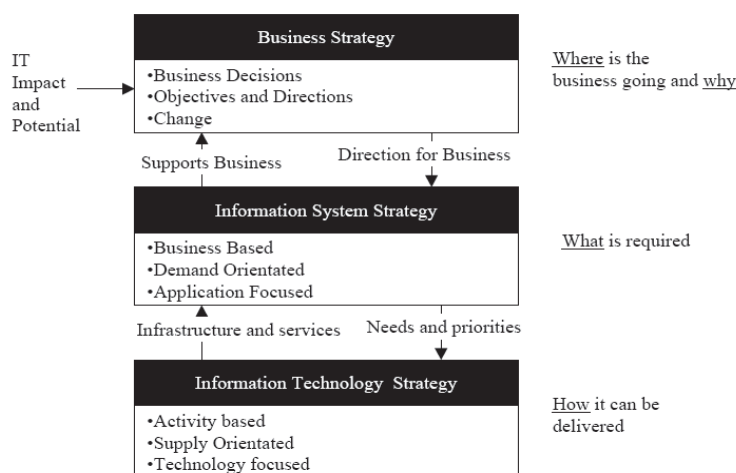 Business Strategy
IT
Impact
and
Potential
•Business Decisions
•Objectives and Directions
•Change
Where is the
business going and why
Supports Business
Direction for Business
Information System Strategy
•Business Based
•Demand Orientated
•Application Focused
What is required
Infrastructure and services
Needs and priorities
Information Technology Strategy
•Activity based
•Supply Orientated
•Technology focused
How it can be
delivered